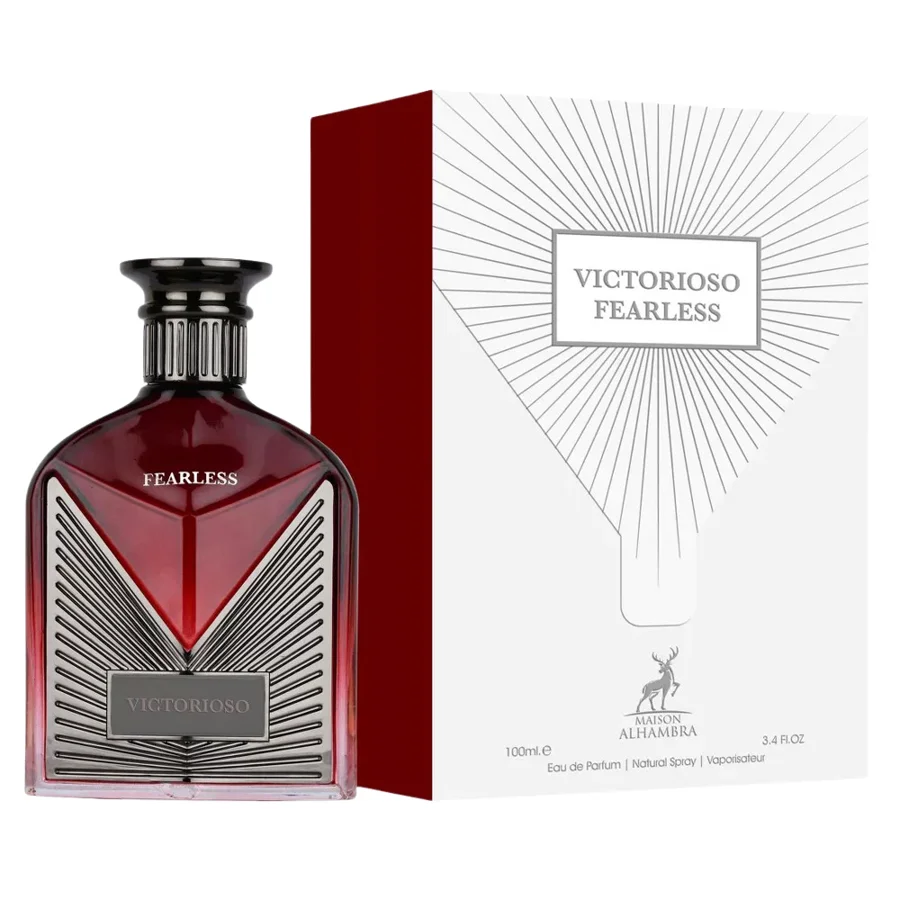 FEARLESS
VICTORIOSO
VICTORIOSO
FEARLESS
MAISON
ALHAMBRA
100ml.e
3.4 Fl.OZ
Eau de Parfum | Natural Spray | Vaporisateur